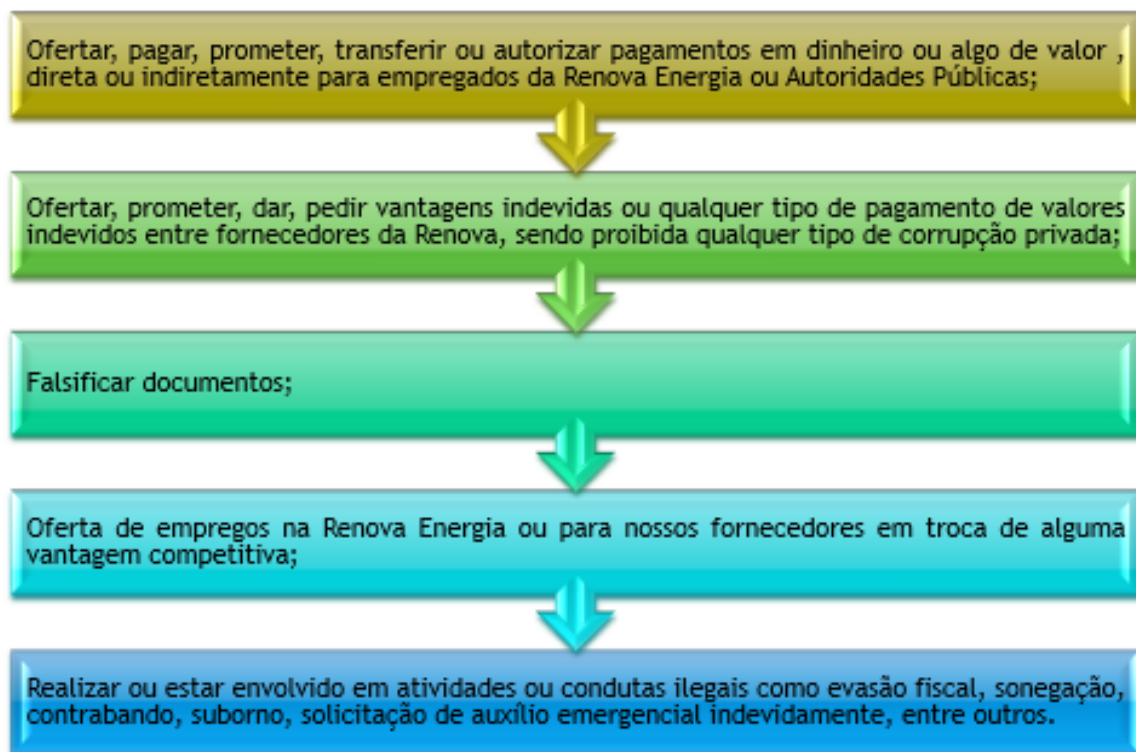 Ofertar, pagar, prometer, transferir ou autorizar pagamentos em dinheiro ou algo de valor ,
direta ou indiretamente para empregados da Renova Energia ou Autoridades Públicas;
Ofertar, prometer, dar, pedir vantagens indevidas ou qualquer tipo de pagamento de valores
indevidos entre fornecedores da Renova, sendo proibida qualquer tipo de corrupção privada;
Falsificar documentos;
Oferta de empregos na Renova Energia ou para nossos fornecedores em troca de alguma
vantagem competitiva;
Realizar ou estar envolvido em atividades ou condutas ilegais como evasão fiscal, sonegação,
contrabando, suborno, solicitação de auxílio emergencial indevidamente, entre outros.